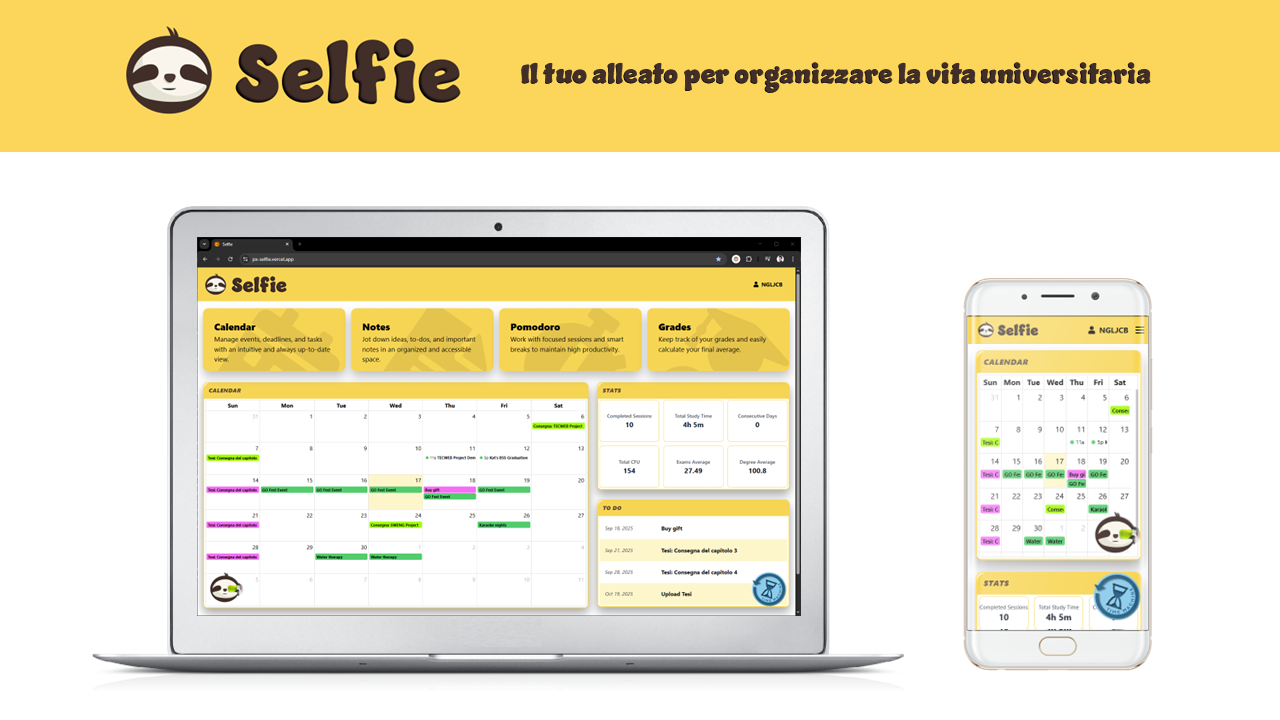 Selfie
Il tuo alleato per organizzare la vita universitaria
Selfie
px-selfie.vercel.app
Selfie
NGLJCB
Calendar
Manage events, deadlines, and tasks
with an intuitive and always up-to-date
view.
Notes
Jot down ideas, to-dos, and important
notes in an organized and accessible
space.
Pomodoro
Work with focused sessions and smart
breaks to maintain high productivity.
Grades
Keep track of your grades and easily
calculate your final average.
CALENDAR
Sun Mon Tue Wed Thu Fri Sat
31 1 2 3 4 5 6
Consegna: TECWEB Project
7 8 9 10 11 12 13
Tesi: Consegna del capitolo
11a TECWEB Project Dem
5p Kat's BSS Graduation
14 15 16 17 18 19 20
Tesi: Consegna del capitolo
GO Fest Event
GO Fest Event
GO Fest Event
Buy gift
GO Fest Event
GO Fest Event
21 22 23 24 25 26 27
Tesi: Consegna del capitolo
Consegna: SWENG Project
Karaoke nights
28 29 30 1 2 3 4
Tesi: Consegna del capitolo
Water therapy
Water therapy
5 6 7 8 9 10 11
STATS
Completed Sessions
10
Total Study Time
4h 5m
Consecutive Days
0
Total CFU
154
Exams Average
27.49
Degree Average
100.8
TO DO
Sep 18, 2025 Buy gift
Sep 21, 2025 Tesi: Consegna del capitolo 3
Sep 28, 2025 Tesi: Consegna del capitolo 4
Oct 19, 2025 Upload Tesi
Selfie
NGLJCB
CALENDAR
Sun Mon Tue Wed Thu Fri Sat
31 1 2 3 4 5 6
Conse
7 8 9 10 11 12 13
Tesi: C
11a
5p
14 15 16 17 18 19 20
Tesi: C
GO Fe
GO Fe
GO Fe
Buy gi
GO Fe
GO Fe
21 22 23 24 25 26 27
Tesi: C
Conse
Karaol
28 29 30 1 2
Tesi: C
Water
Water
STATS
Completed Sessions
10
Total Study Time
4h 5m
TIME MACHINE